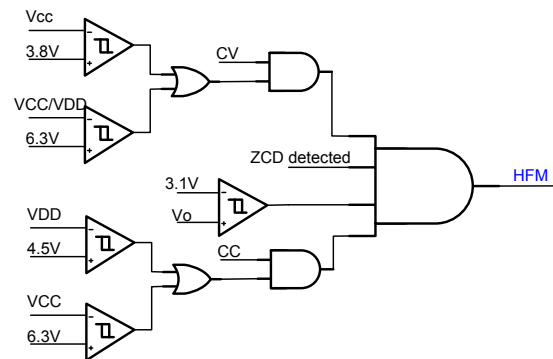 Vcc
3.8V
VCC/VDD
6.3V
CV
ZCD detected
HFM
3.1V
Vo
VDD
4.5V
CC
VCC
6.3V